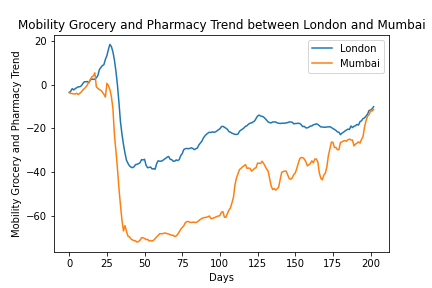 Mobility Grocery and Pharmacy Trend between London and Mumbai
Mobility Grocery and Pharmacy Trend
20
0
−20
−40
−60
London
Mumbai
0
25
50
75
100
125
150
175
200
Days